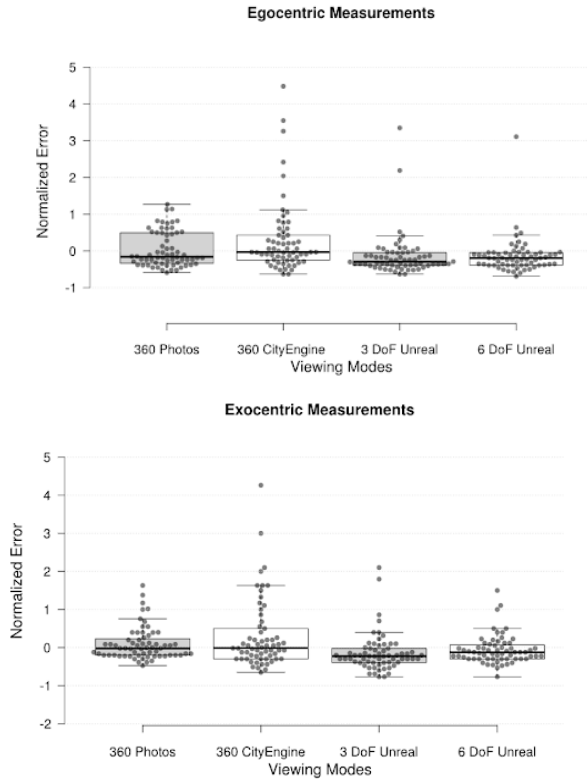 Egocentric Measurements
5
4
3
2
1
0
-1
Normalized Error
360 Photos 360 CityEngine 3 DoF Unreal 6 DoF Unreal
Viewing Modes
Exocentric Measurements
5
4
3
2
1
0
-1
-2
Normalized Error
360 Photos 360 CityEngine 3 DoF Unreal 6 DoF Unreal
Viewing Modes